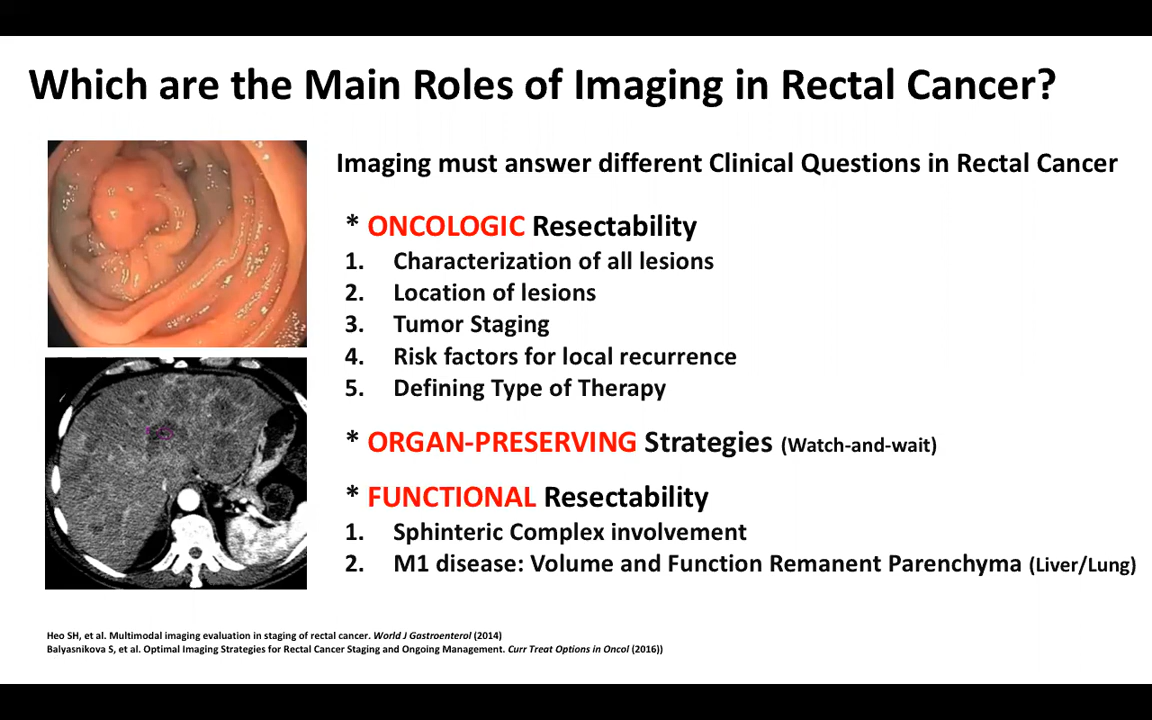 Which are the Main Roles of Imaging in Rectal Cancer?
Imaging must answer different Clinical Questions in Rectal Cancer
* ONCOLOGIC Resectability
1. Characterization of all lesions
2. Location of lesions
3. Tumor Staging
4. Risk factors for local recurrence
5. Defining Type of Therapy
* ORGAN-PRESERVING Strategies (Watch-and-wait)
* FUNCTIONAL Resectability
1. Sphinteric Complex involvement
2. M1 disease: Volume and Function Remanent Parenchyma (Liver/Lung)
Heo SH, et al. Multimodal imaging evaluation in staging of rectal cancer. World J Gastroenterol (2014)
Balyasnikova S, et al. Optimal Imaging Strategies for Rectal Cancer Staging and Ongoing Management. Curr Treat Options in Oncol (2016))